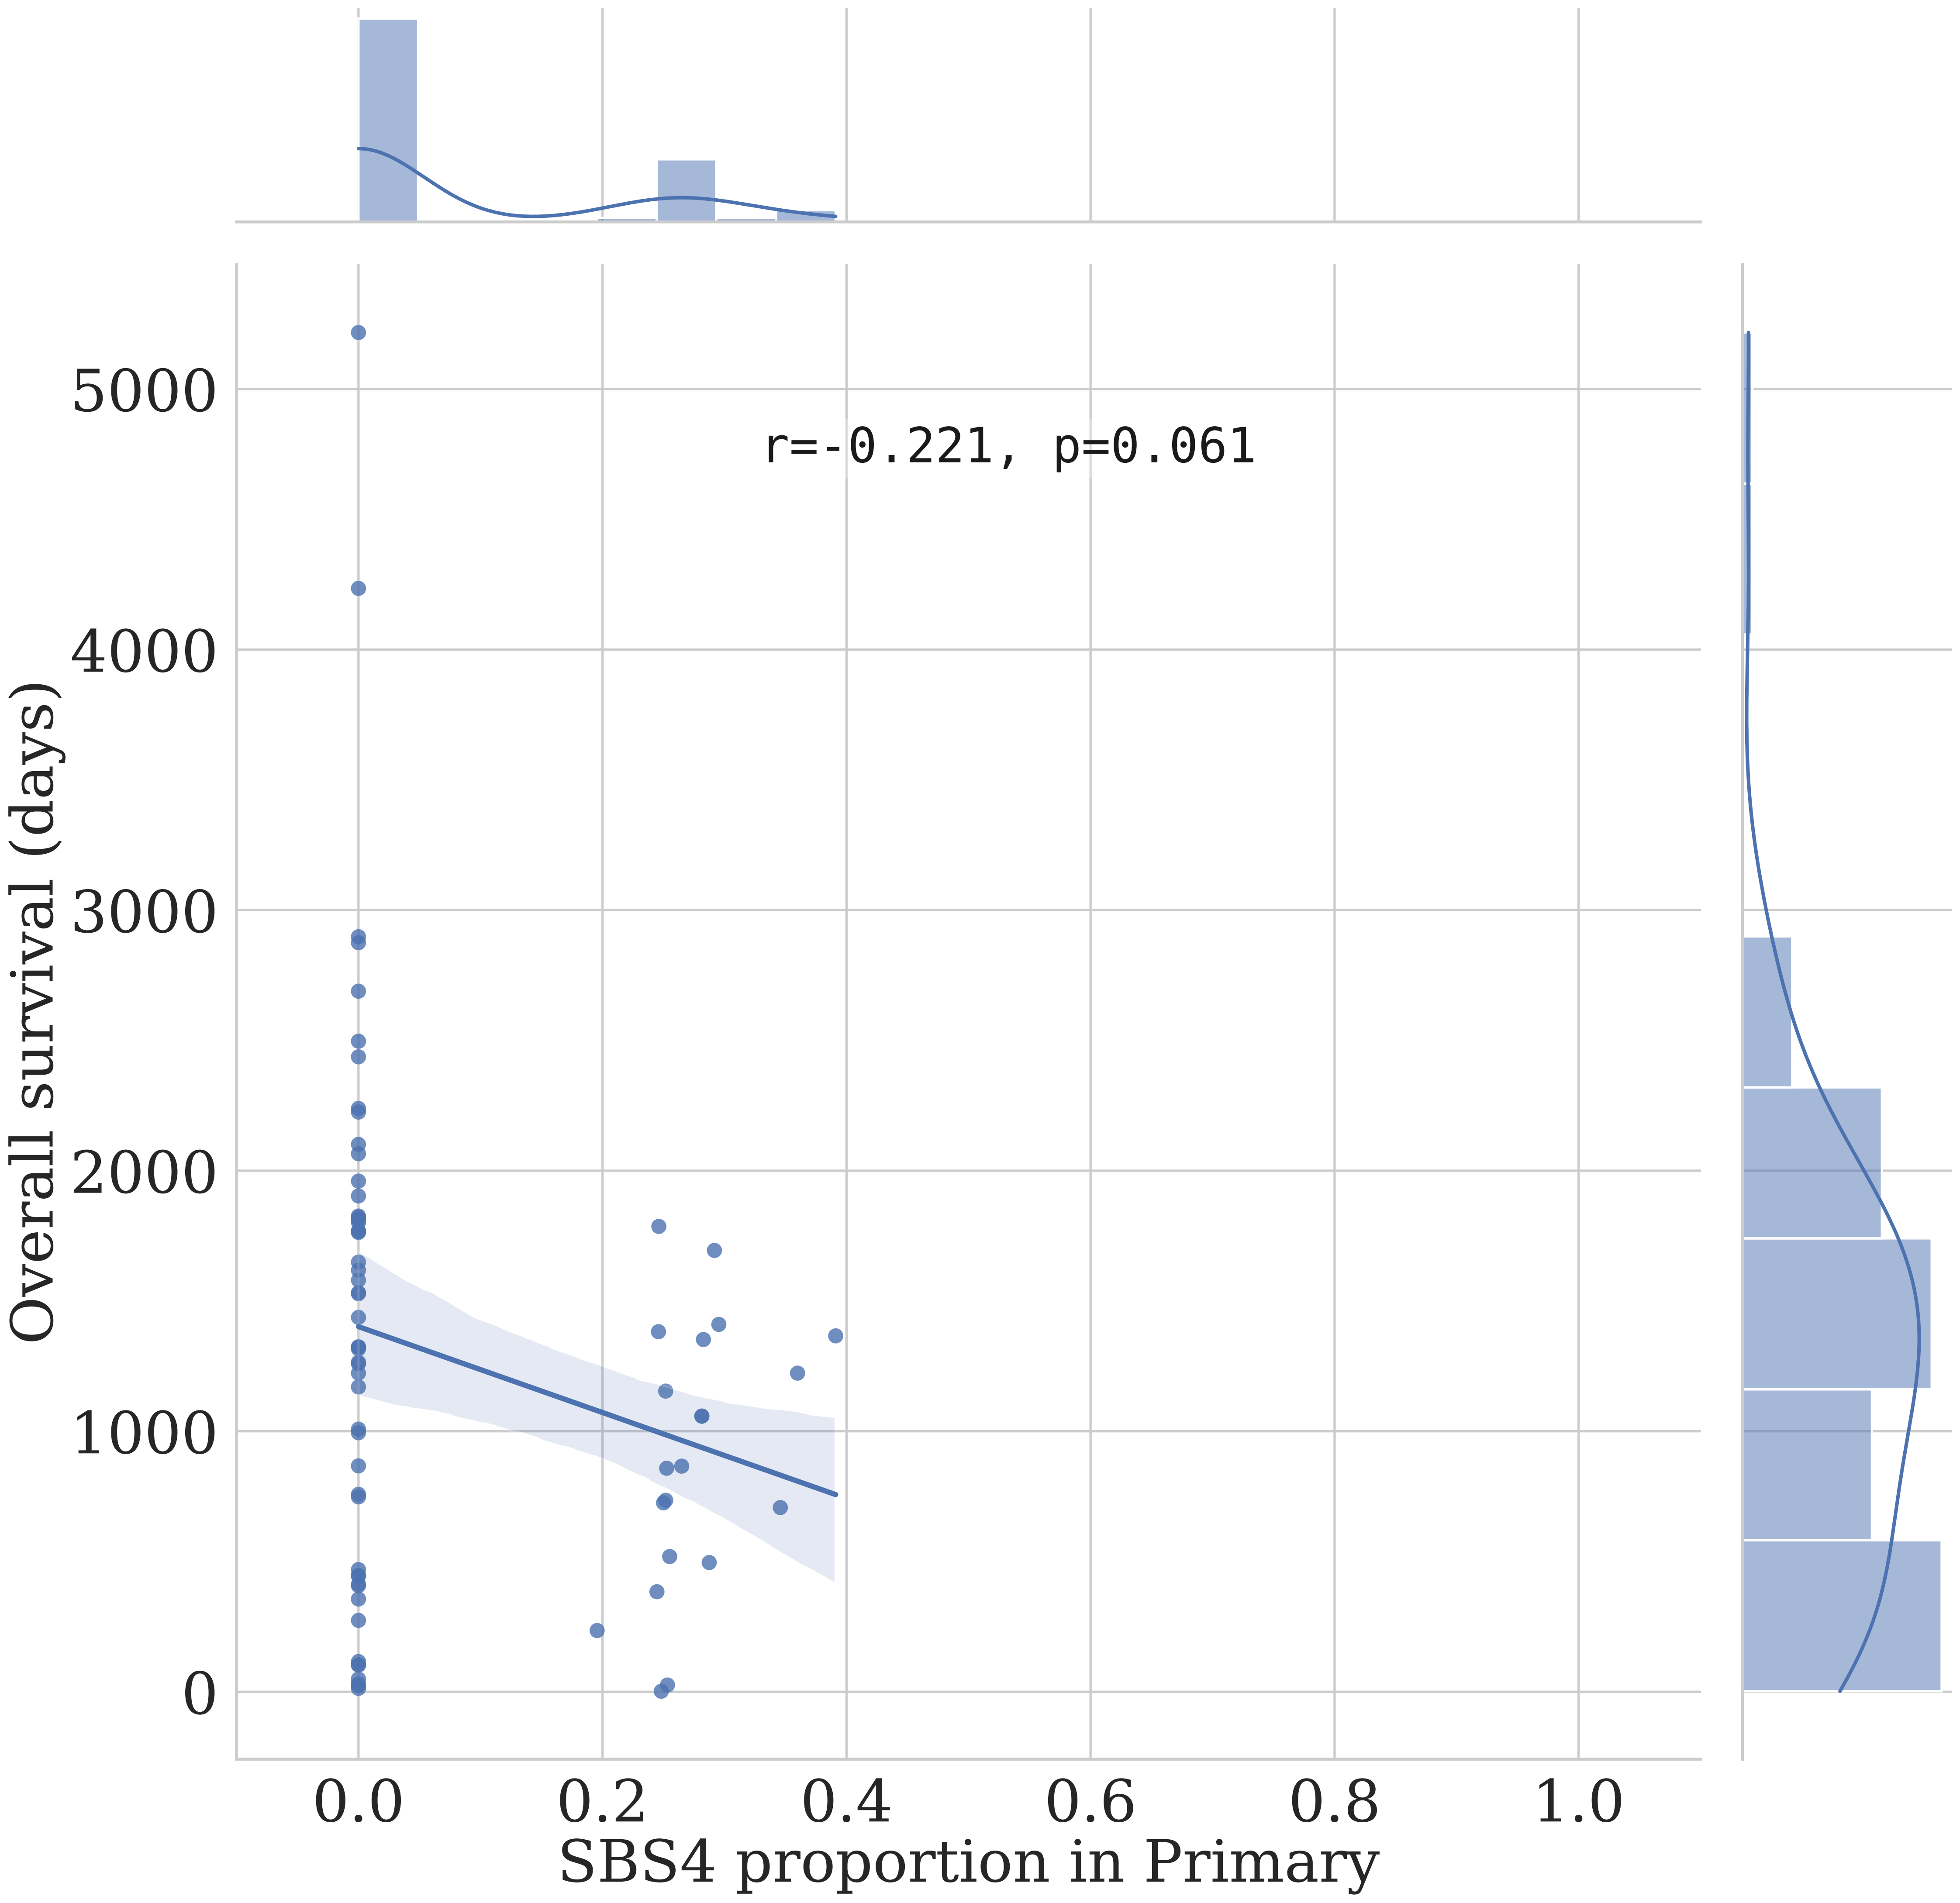 r=-0.221, p=0.061
5000
4000
3000
2000
1000
0
Overall survival (days)
0.0 0.2 0.4 0.6 0.8 1.0
SBS4 proportion in Primary